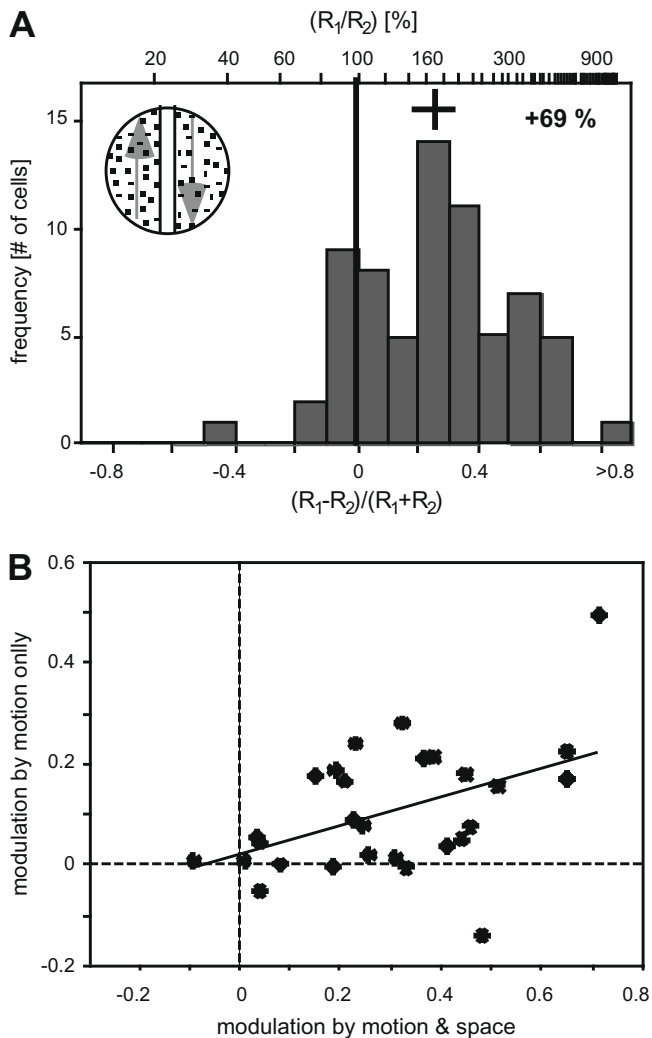 A
(R1/R2) [%]
20 40 60 80 100 160 300 900
+69 %
15
10
5
0
frequency [# of cells]
-0.8 -0.4 0 0.4 >0.8
(R1-R2)/(R1+R2)
B
0.6
0.4
0.2
0
-0.2
modulation by motion onlly
-0.2 0 0.2 0.4 0.6 0.8
modulation by motion & space